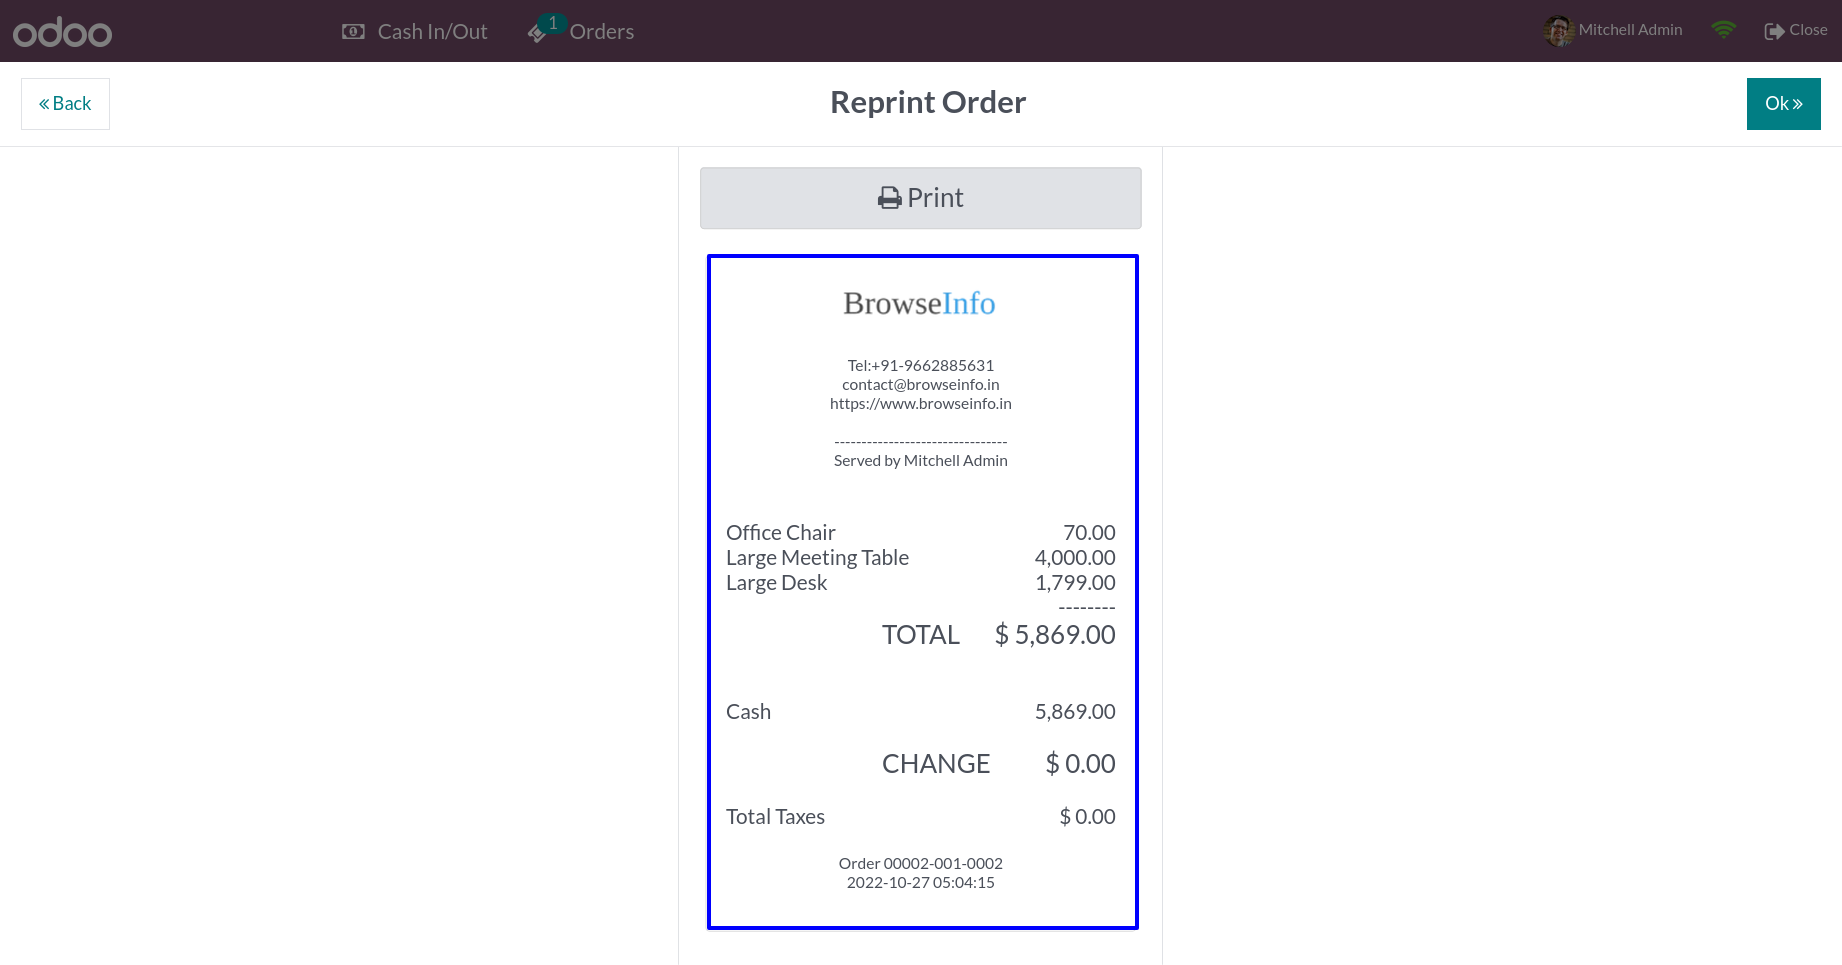 odoo
Cash In/Out
1
Orders
Mitchell Admin
Close
Back
Reprint Order
Ok
Print
BrowseInfo
Tel:+91-9662885631
contact@browseinfo.in
https://www.browseinfo.in
--------------------------------
Served by Mitchell Admin
Office Chair 70.00
Large Meeting Table 4,000.00
Large Desk 1,799.00
--------
TOTAL $ 5,869.00
Cash 5,869.00
CHANGE $ 0.00
Total Taxes $ 0.00
Order 00002-001-0002
2022-10-27 05:04:15